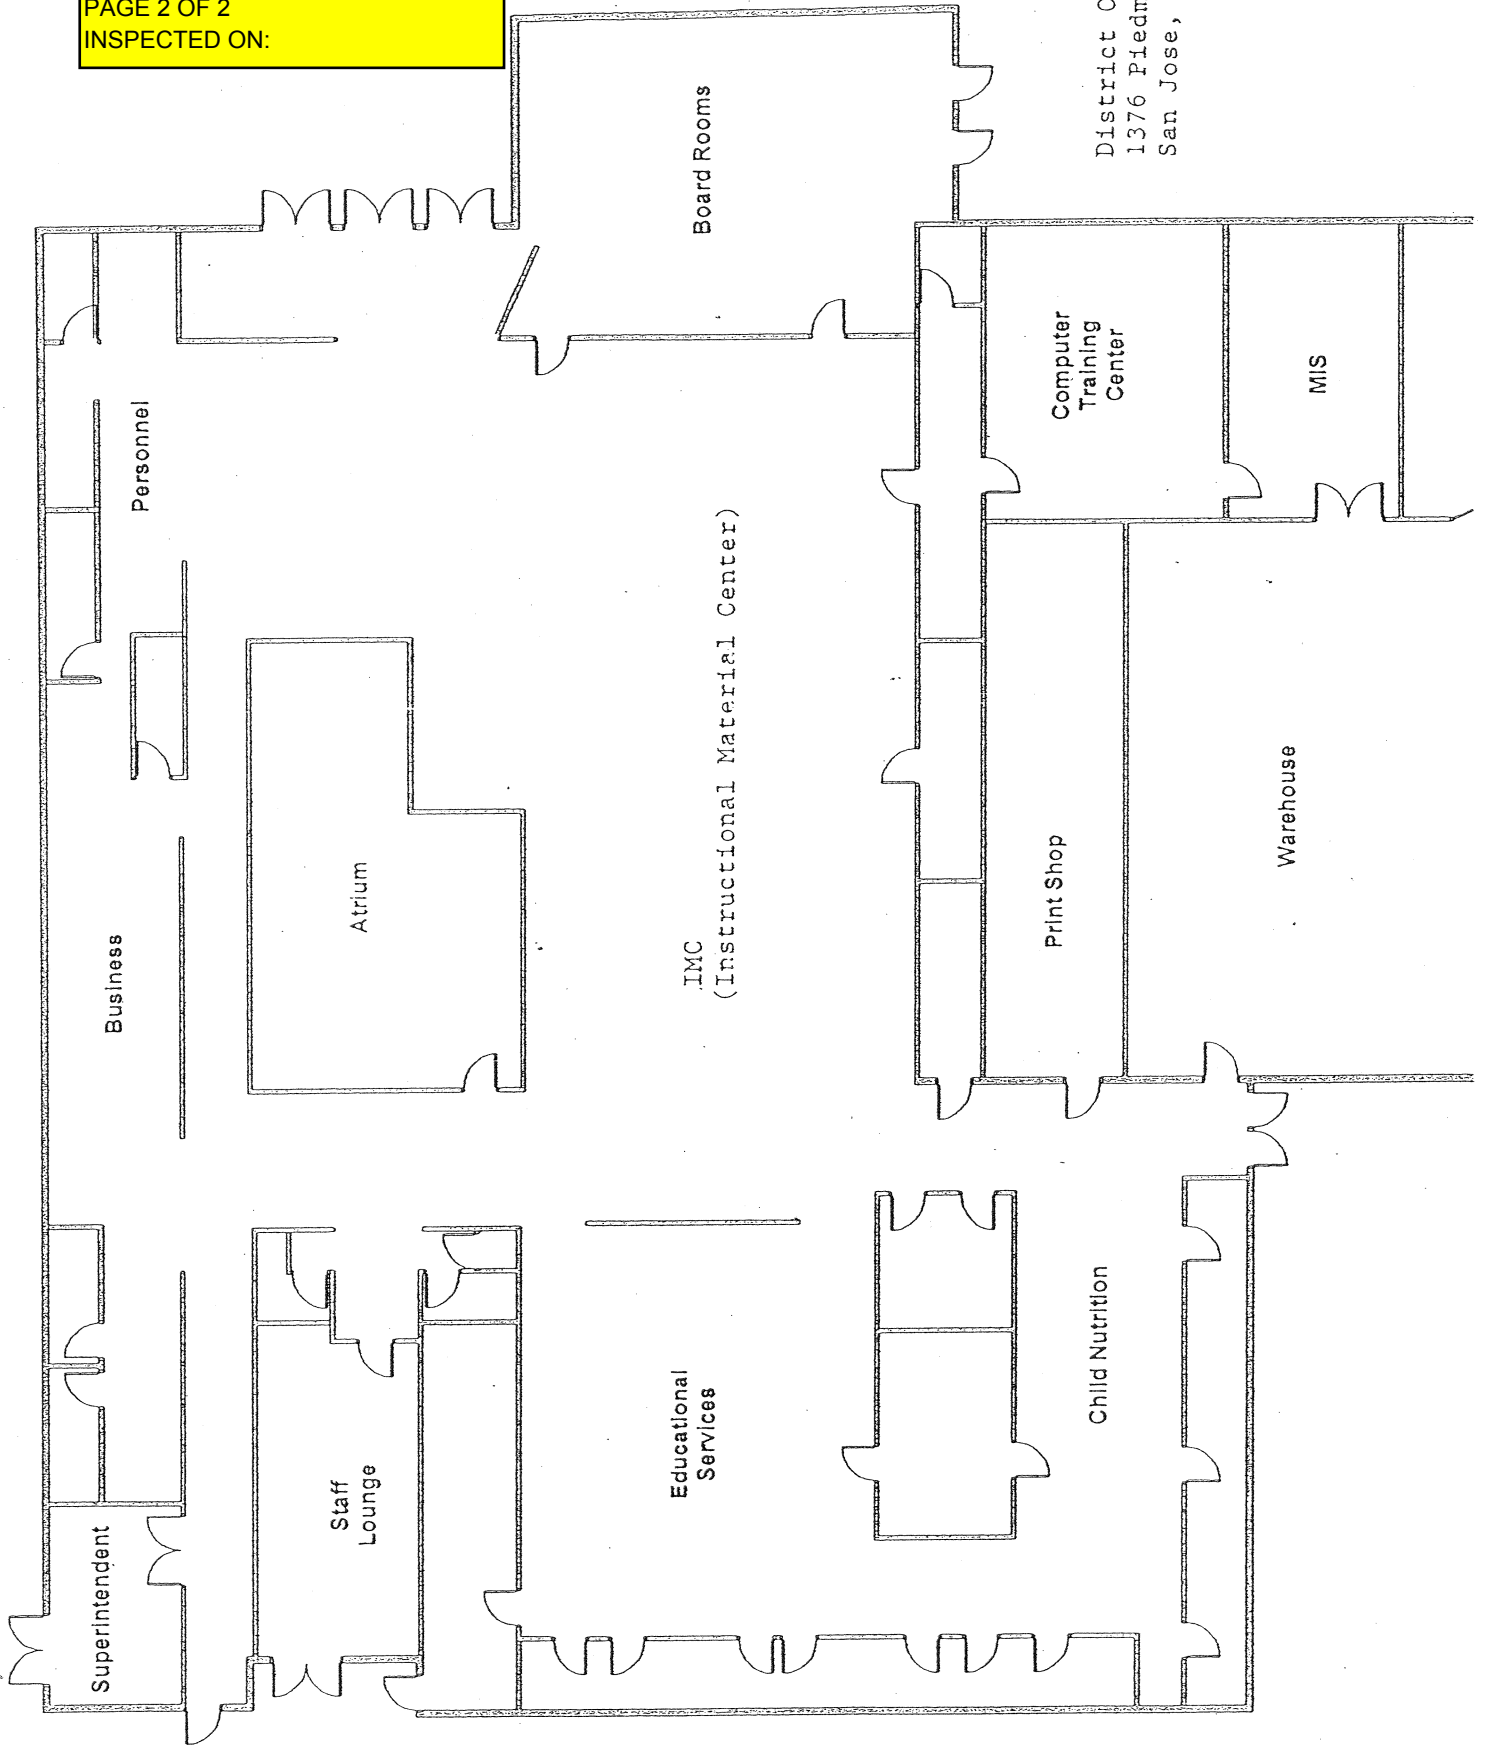 PAGE 2 OF 2
INSPECTED ON:
District
1376
San Jose,
Board Rooms
Personnel
Computer
Training
Center
MIS
IMC
(Instructional Material Center)
Atrium
Business
Print Shop
Warehouse
Superintendent
Staff
Lounge
Educational
Services
Child Nutrition